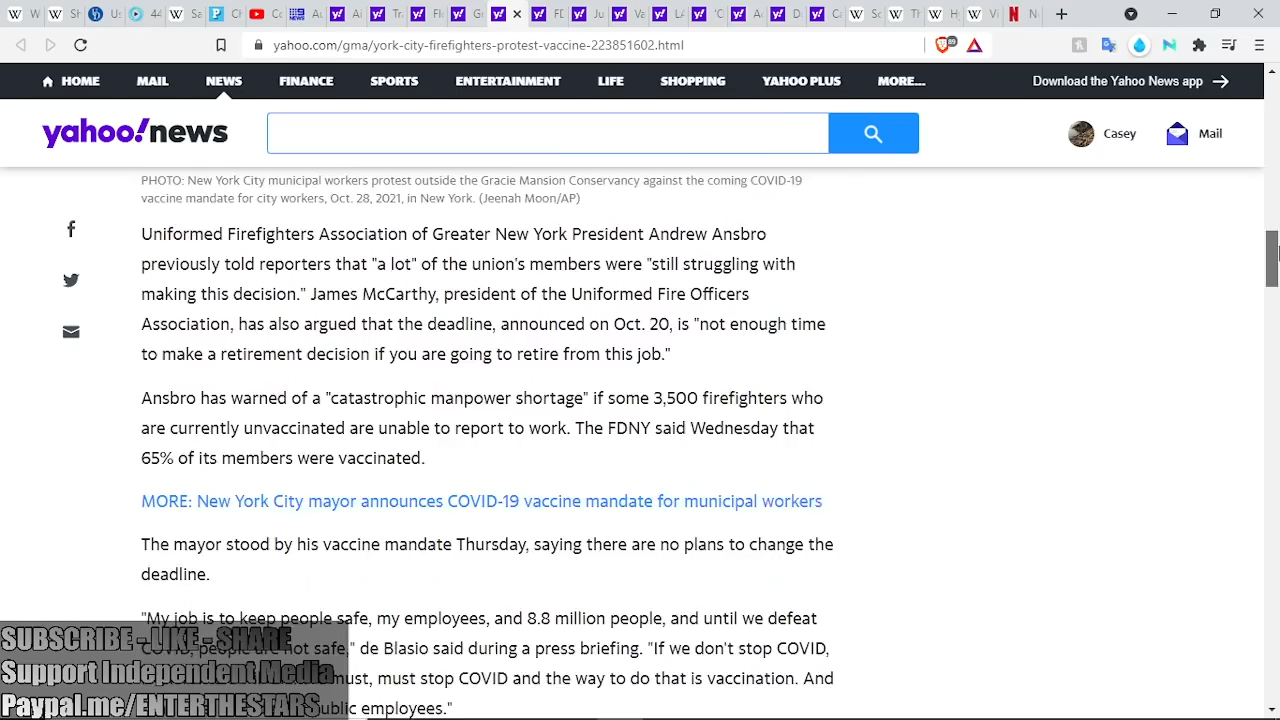 W
W S
S
U
P
C
Ai
Tr
Fl
G
FD
Ju
Va
LA
'C
A
D
C
W S
W T
W H
W V
N N
yahoo.com/gma/york-city-firefighters-protest-vaccine-223851602.html
89
HOME MAIL NEWS FINANCE SPORTS ENTERTAINMENT LIFE SHOPPING YAHOO PLUS MORE... Download the Yahoo News app
yahoo!news Casey Mail
PHOTO: New York City municipal workers protest outside the Gracie Mansion Conservancy against the coming COVID-19
vaccine mandate for city workers, Oct. 28, 2021, in New York. (Jeenah Moon/AP)
Uniformed Firefighters Association of Greater New York President Andrew Ansbro
previously told reporters that "a lot" of the union's members were "still struggling with
making this decision." James McCarthy, president of the Uniformed Fire Officers
Association, has also argued that the deadline, announced on Oct. 20, is "not enough time
to make a retirement decision if you are going to retire from this job."
Ansbro has warned of a "catastrophic manpower shortage" if some 3,500 firefighters who
are currently unvaccinated are unable to report to work. The FDNY said Wednesday that
65% of its members were vaccinated.
MORE: New York City mayor announces COVID-19 vaccine mandate for municipal workers
The mayor stood by his vaccine mandate Thursday, saying there are no plans to change the
deadline.
"My job is to keep people safe, my employees, and 8.8 million people, and until we defeat
COVID, people are not safe," de Blasio said during a press briefing. "If we don't stop COVID,
must, must stop COVID and the way to do that is vaccination. And
public employees."
SUBSCRIBE - LIKE - SHARE
Support Independent Media
Paypal.me/ENTERTHESTARS